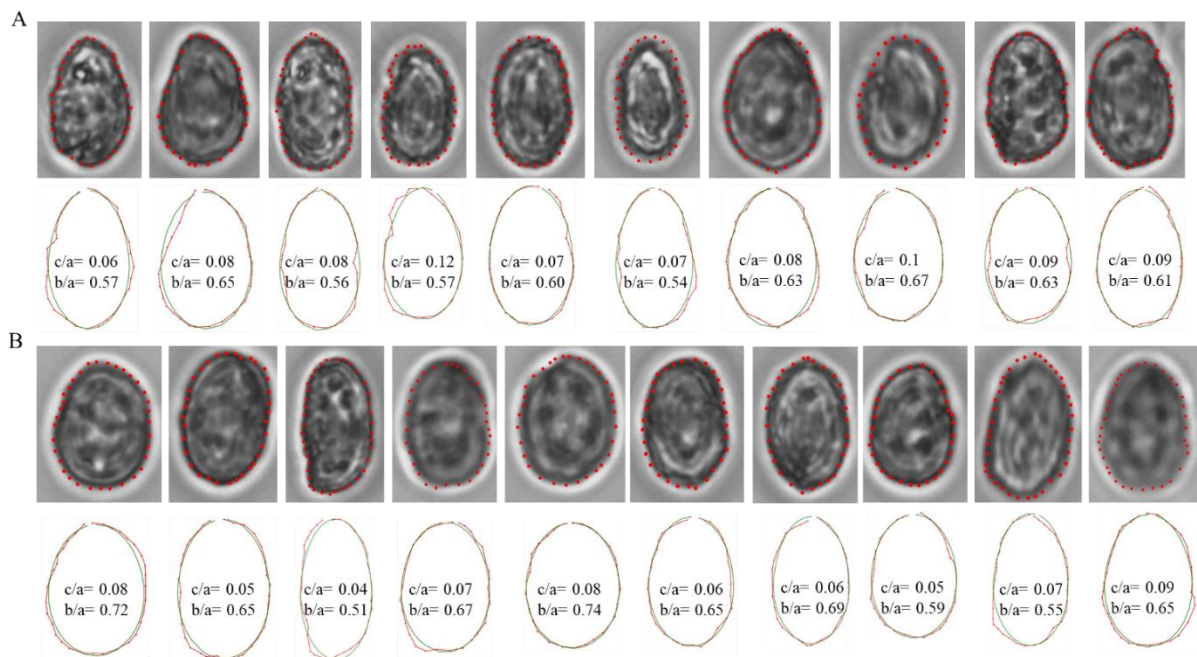 A
c/a= 0.06 c/a= 0.08 c/a= 0.08 c/a= 0.12 c/a= 0.07 c/a= 0.07 c/a= 0.08 c/a= 0.1 c/a= 0.09 c/a= 0.09
b/a= 0.57 b/a= 0.65 b/a= 0.56 b/a= 0.57 b/a= 0.60 b/a= 0.54 b/a= 0.63 b/a= 0.67 b/a= 0.63 b/a= 0.61
B
c/a= 0.08 c/a= 0.05 c/a= 0.04 c/a= 0.07 c/a= 0.08 c/a= 0.06 c/a= 0.06 c/a= 0.05 c/a= 0.07 c/a= 0.09
b/a= 0.72 b/a= 0.65 b/a= 0.51 b/a= 0.67 b/a= 0.74 b/a= 0.65 b/a= 0.69 b/a= 0.59 b/a= 0.55 b/a= 0.65